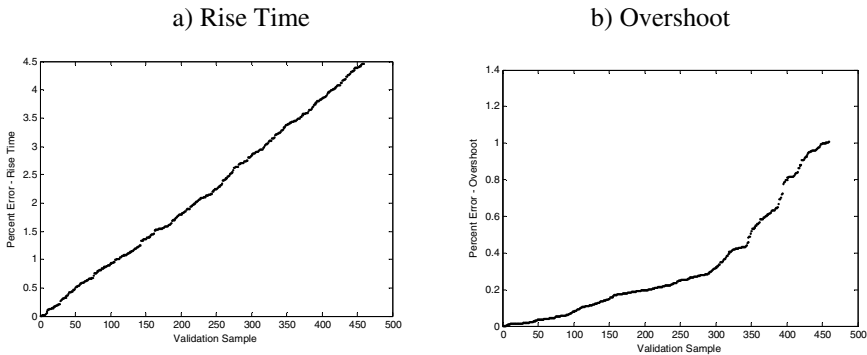 a) Rise Time
4.5
4
3.5
3
2.5
2
1.5
1
0.5
0
0 50 100 150 200 250 300 350 400 450 500
Percent Error - Rise Time
Validation Sample
b) Overshoot
1.4
1.2
1
0.8
0.6
0.4
0.2
0
0 50 100 150 200 250 300 350 400 450 500
Percent Error - Overshoot
Validation Sample